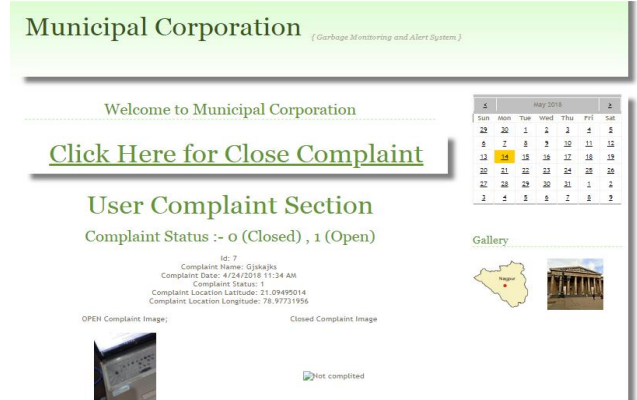 Municipal Corporation { Garbage Monitoring and Alert System }
Welcome to Municipal Corporation
Click Here for Close Complaint
User Complaint Section
Complaint Status :- 0 (Closed) , 1 (Open)
Id: 7
Complaint Name: Gjskajks
Complaint Date: 4/24/2018 11:34 AM
Complaint Status: 1
Complaint Location Latitude: 21.09495014
Complaint Location Longitude: 78.97731956
OPEN Complaint Image; Closed Complaint Image
Not complited
< May 2018 >
Sun Mon Tue Wed Thu Fri Sat
29 30 1 2 3 4 5
6 7 8 9 10 11 12
13 14 15 16 17 18 19
20 21 22 23 24 25 26
27 28 29 30 31 1 2
3 4 5 6 7 8 9
Gallery
Nagpur